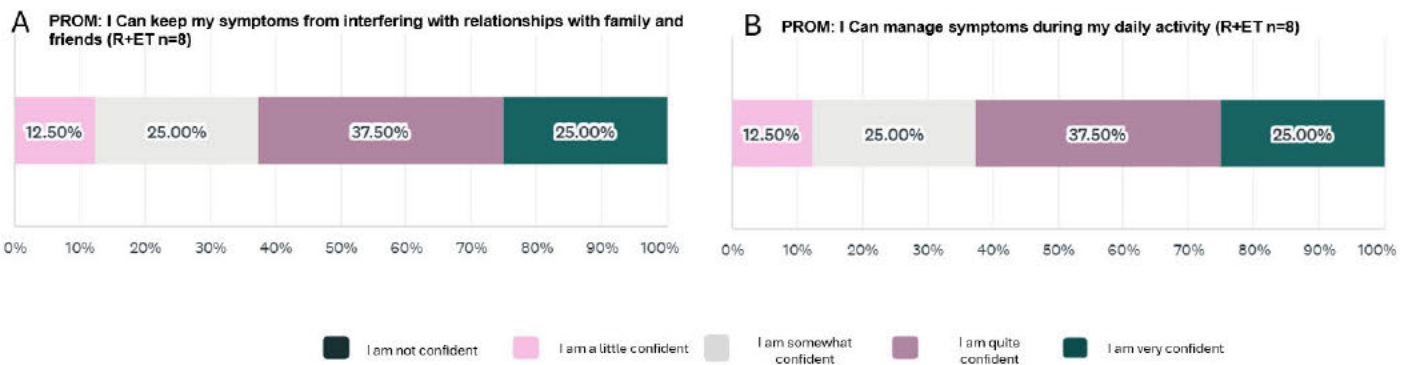 A PROM: I Can keep my symptoms from interfering with relationships with family and
friends (R+ET n=8)
12.50% 25.00% 37.50% 25.00%
0% 10% 20% 30% 40% 50% 60% 70% 80% 90% 100%
B PROM: I Can manage symptoms during my daily activity (R+ET n=8)
12.50% 25.00% 37.50% 25.00%
0% 10% 20% 30% 40% 50% 60% 70% 80% 90% 100%
I am not confident
I am a little confident
I am somewhat
confident
I am quite
confident
I am very confident